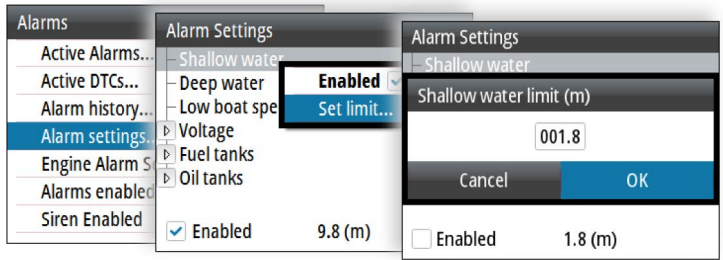 Alarms
Active Alarms...
Active DTCs...
Alarm history...
Alarm settings..
Engine Alarm S
Alarms enabled
Siren Enabled
Alarm Settings
Shallow water
Deep water
Low boat spe
Voltage
Fuel tanks
Oil tanks
Enabled
Set limit...
Enabled 9.8 (m)
Alarm Settings
Shallow water
Shallow water limit (m)
001.8
Cancel OK
Enabled 1.8 (m)